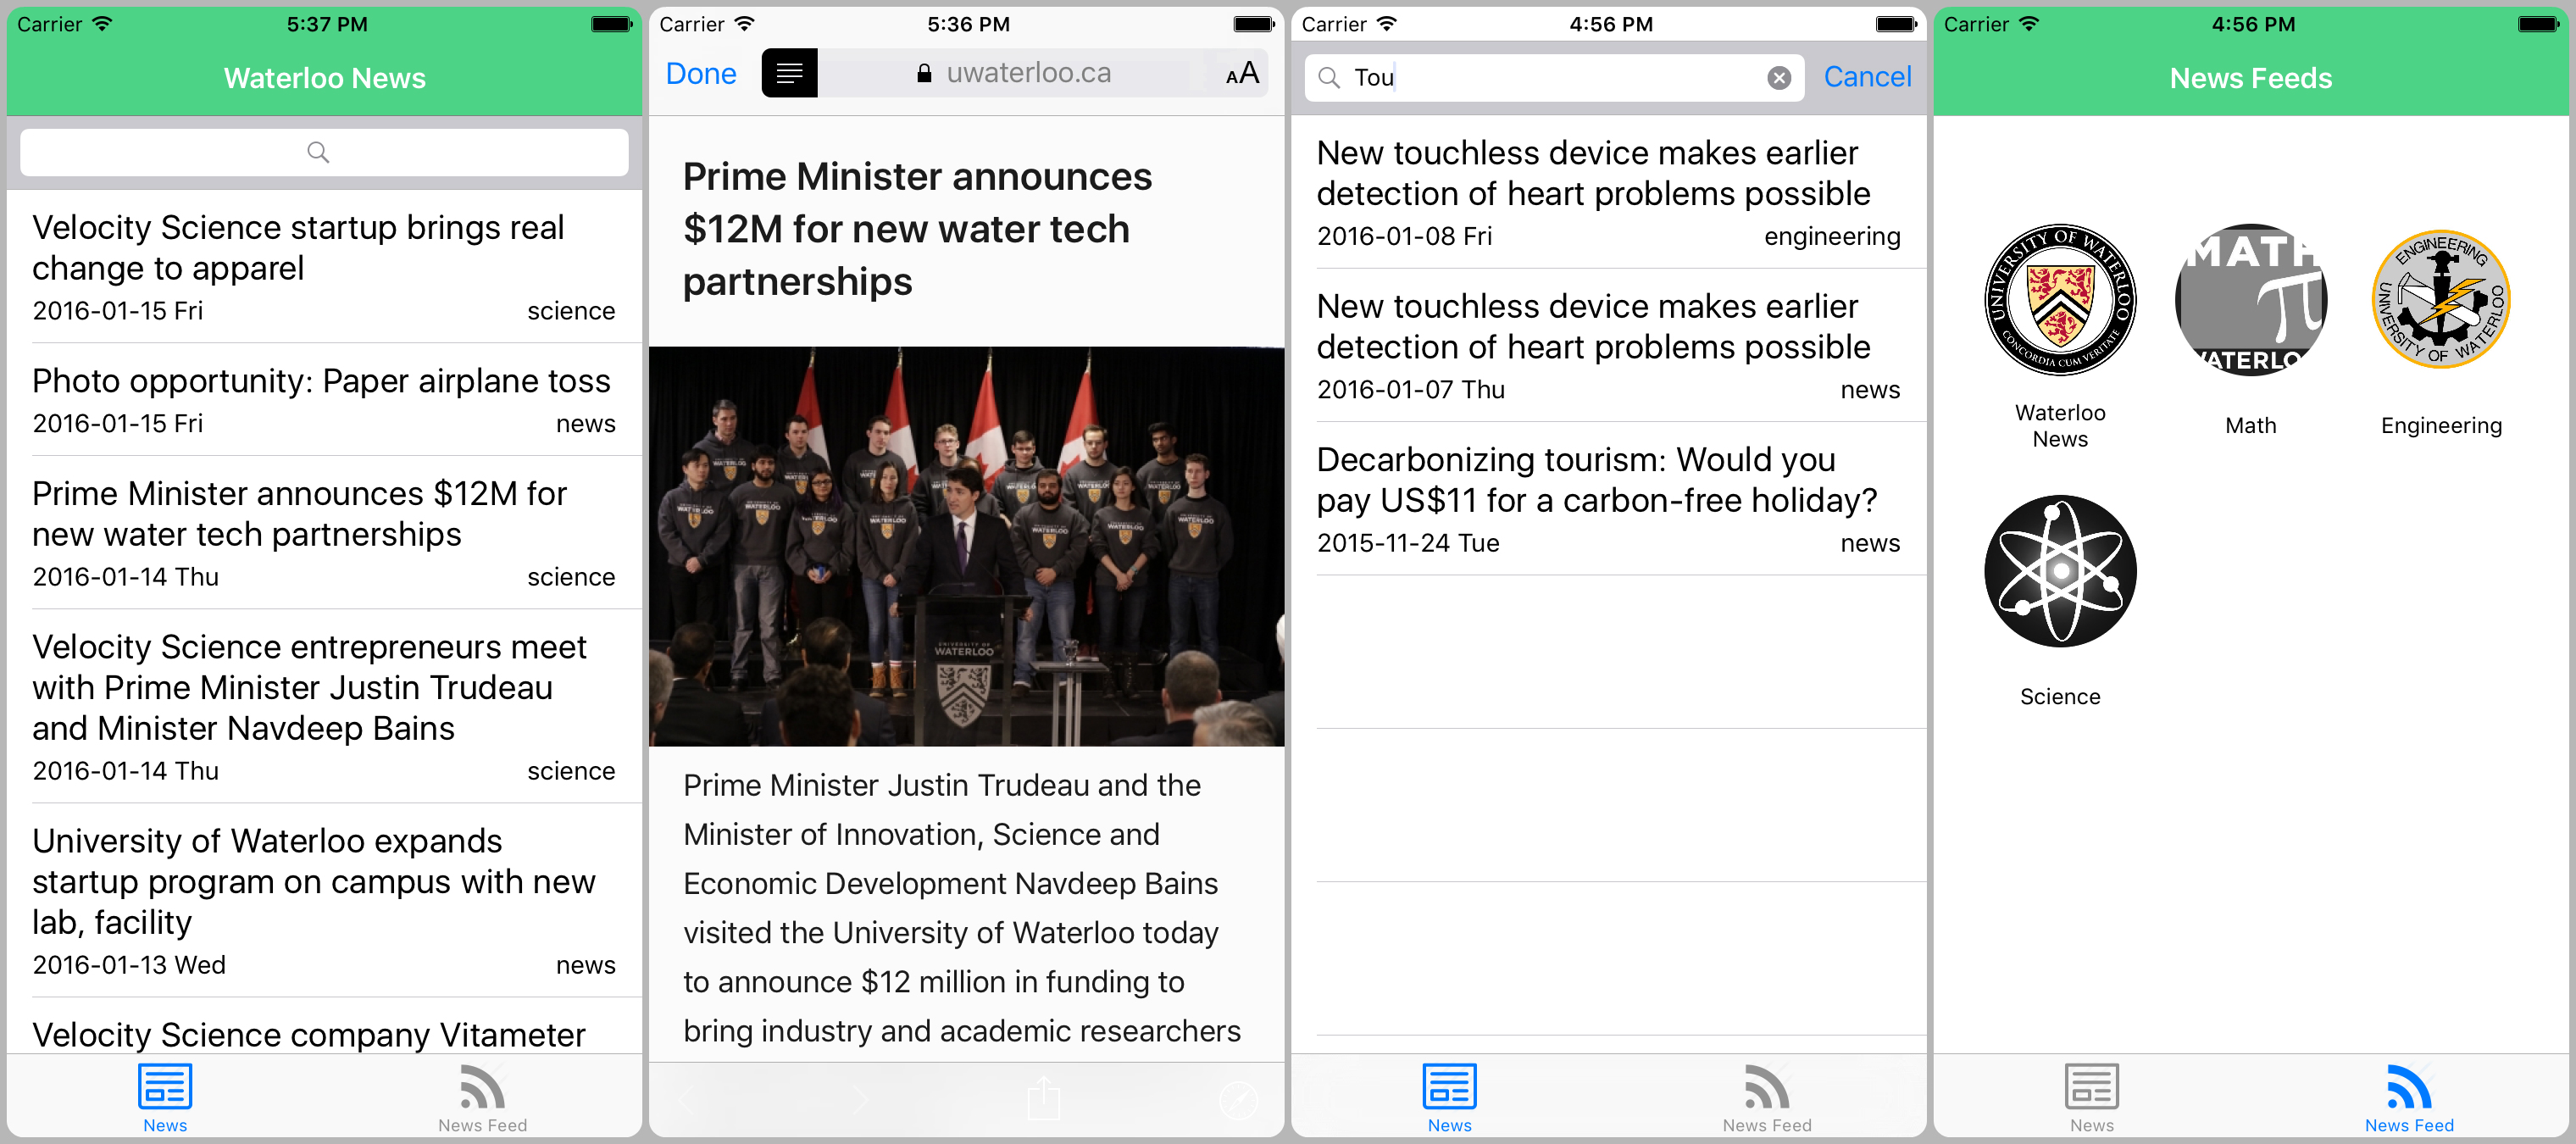 Carrier
5:37 PM
Waterloo News
Velocity Science startup brings real
change to apparel
2016-01-15 Fri
science
Photo opportunity: Paper airplane toss
2016-01-15 Fri
news
Prime Minister announces $12M for
new water tech partnerships
2016-01-14 Thu
science
Velocity Science entrepreneurs meet
with Prime Minister Justin Trudeau
and Minister Navdeep Bains
2016-01-14 Thu
science
University of Waterloo expands
startup program on campus with new
lab, facility
2016-01-13 Wed
news
Velocity Science company Vitameter
News
News Feed
Carrier
5:36 PM
Done
uwaterloo.ca
AA
Prime Minister announces
$12M for new water tech
partnerships
UNIVERSITY OF
WATERLOO
Prime Minister Justin Trudeau and the
Minister of Innovation, Science and
Economic Development Navdeep Bains
visited the University of Waterloo today
to announce $12 million in funding to
bring industry and academic researchers
Carrier
4:56 PM
Tou
Cancel
New touchless device makes earlier
detection of heart problems possible
2016-01-08 Fri
engineering
New touchless device makes earlier
detection of heart problems possible
2016-01-07 Thu
news
Decarbonizing tourism: Would you
pay US$11 for a carbon-free holiday?
2015-11-24 Tue
news
News
News Feed
Carrier
4:56 PM
News Feeds
UNIVERSITY OF WATERLOO
CONCORDIA CUM VERITATE
MATH
π
WATERLOO
ENGINEERING
UNIVERSITY OF WATERLOO
Waterloo
News
Math
Engineering
Science
News
News Feed